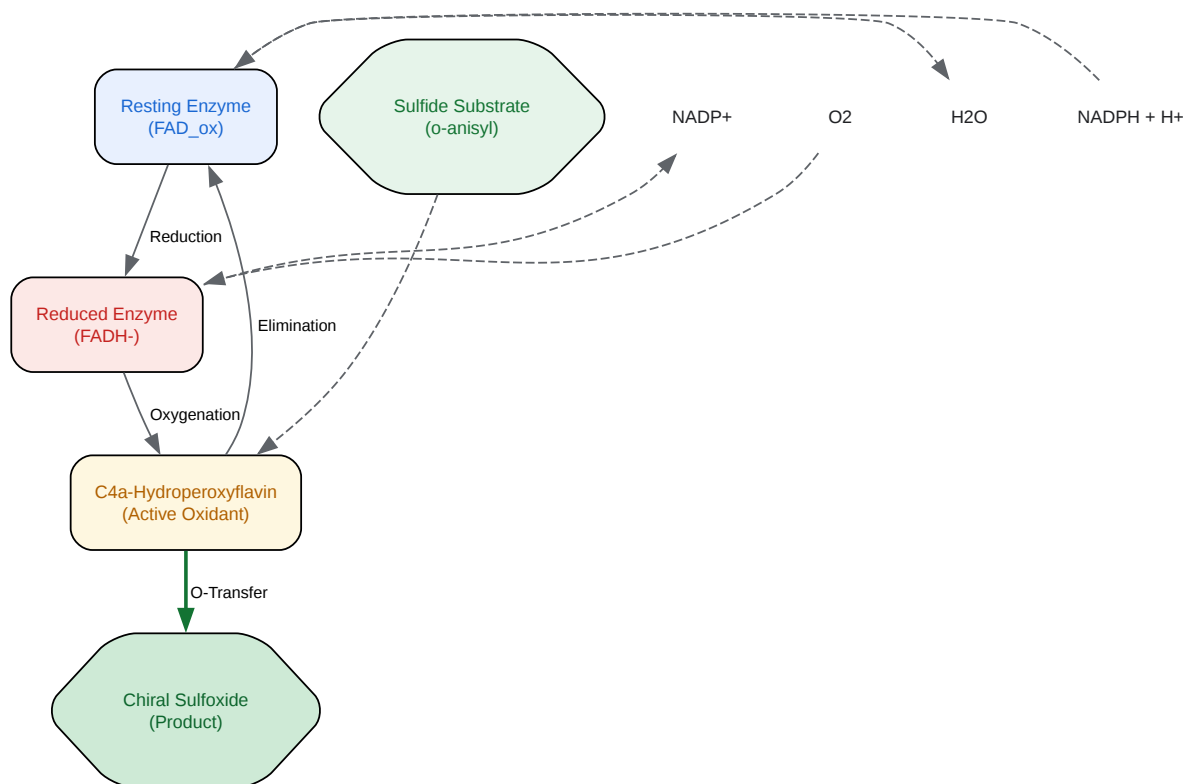 Resting Enzyme
(FAD_ox)
Sulfide Substrate
(o-anisyl)
NADP+
O2
H2O
NADPH + H+
Reduction
Reduced Enzyme
(FADH-)
Elimination
Oxygenation
C4a-Hydroperoxyflavin
(Active Oxidant)
O-Transfer
Chiral Sulfoxide
(Product)